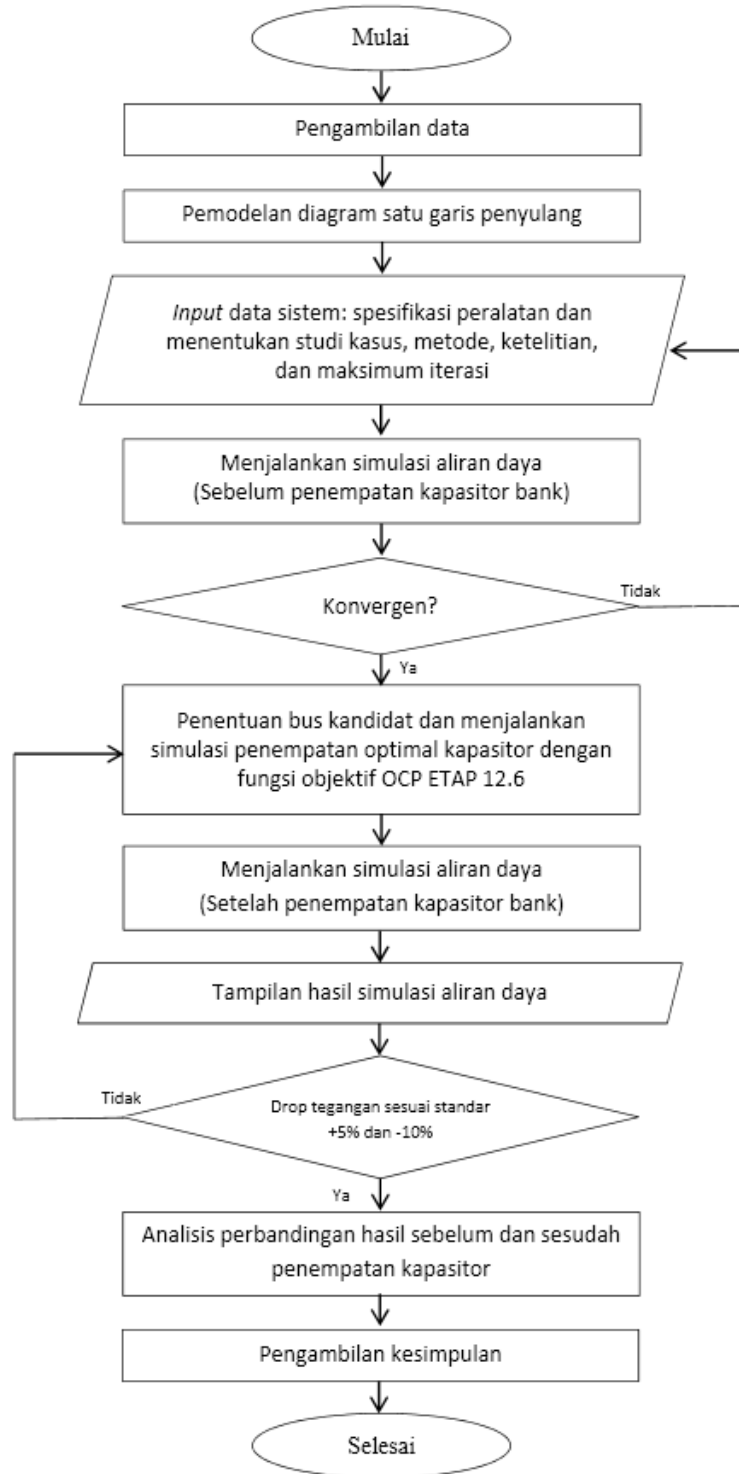 Mulai
Pengambilan data
Pemodelan diagram satu garis penyulang
Input data sistem: spesifikasi peralatan dan
menentukan studi kasus, metode, ketelitian,
dan maksimum iterasi
Menjalankan simulasi aliran daya
(Sebelum penempatan kapasitor bank)
Konvergen?
Tidak
Ya
Penentuan bus kandidat dan menjalankan
simulasi penempatan optimal kapasitor dengan
fungsi objektif OCP ETAP 12.6
Menjalankan simulasi aliran daya
(Setelah penempatan kapasitor bank)
Tampilan hasil simulasi aliran daya
Tidak
Drop tegangan sesuai standar
+5% dan -10%
Ya
Analisis perbandingan hasil sebelum dan sesudah
penempatan kapasitor
Pengambilan kesimpulan
Selesai